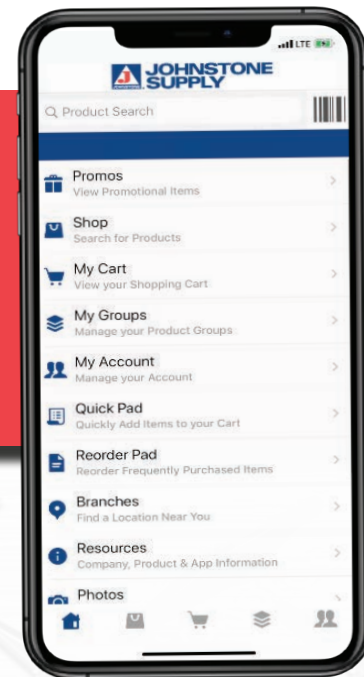 LTE
JOHNSTONE
SUPPLY
Product Search
Promos
View Promotional Items
Shop
Search for Products
My Cart
View your Shopping Cart
My Groups
Manage your Product Groups
My Account
Manage your Account
Quick Pad
Quickly Add Items to your Cart
Reorder Pad
Reorder Frequently Purchased Items
Branches
Find a Location Near You
Resources
Company, Product & App Information
Photos